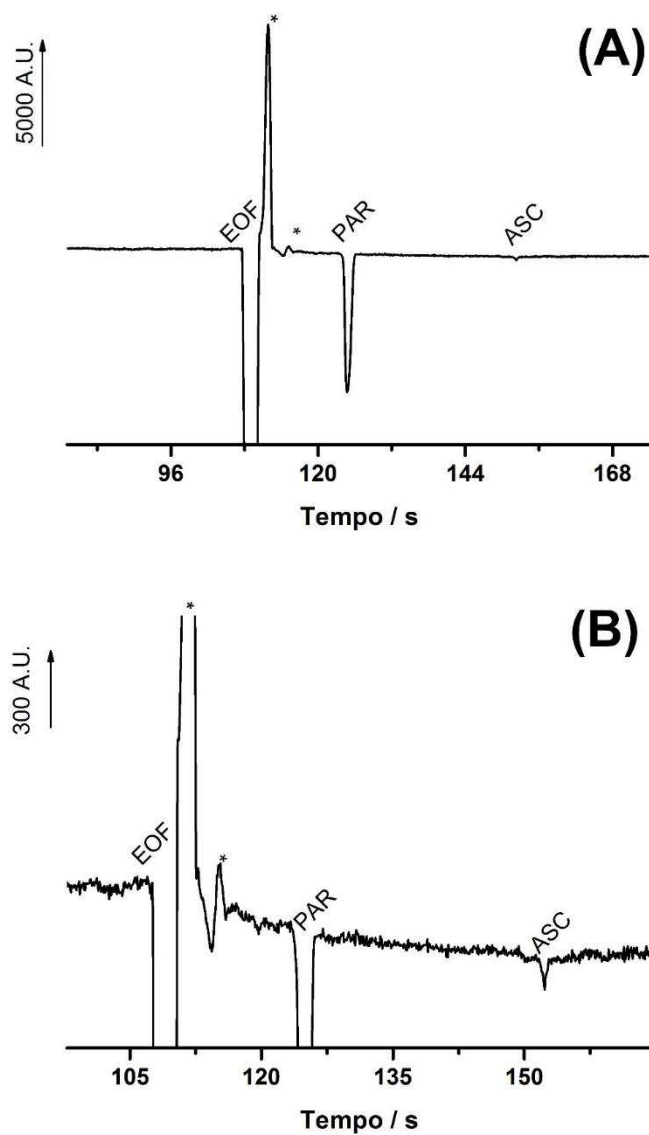 (A)
5000 A.U.
*
EOF
*
PAR
ASC
96 120 144 168
Tempo / s
(B)
300 A.U.
*
EOF
*
PAR
ASC
105 120 135 150
Tempo / s